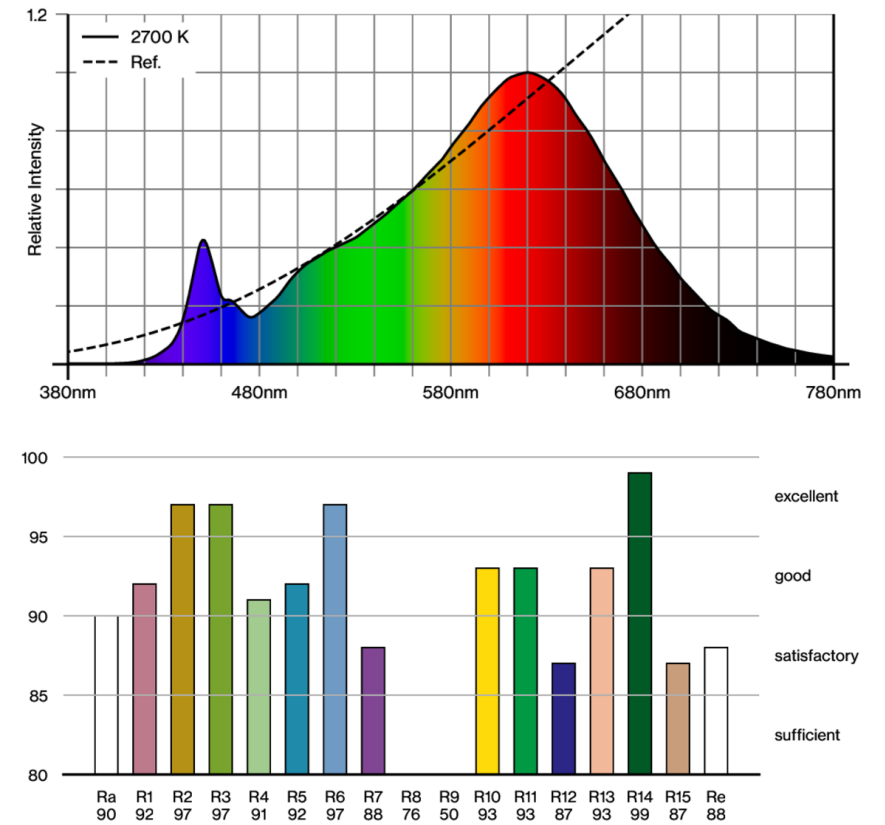 1.2
2700 K
Ref.
Relative Intensity
380nm 480nm 580nm 680nm 780nm
100
excellent
95
good
90
satisfactory
85
sufficient
80
Ra R1 R2 R3 R4 R5 R6 R7 R8 R9 R10 R11 R12 R13 R14 R15 Re
90 92 97 97 91 92 97 88 76 50 93 93 87 93 99 87 88